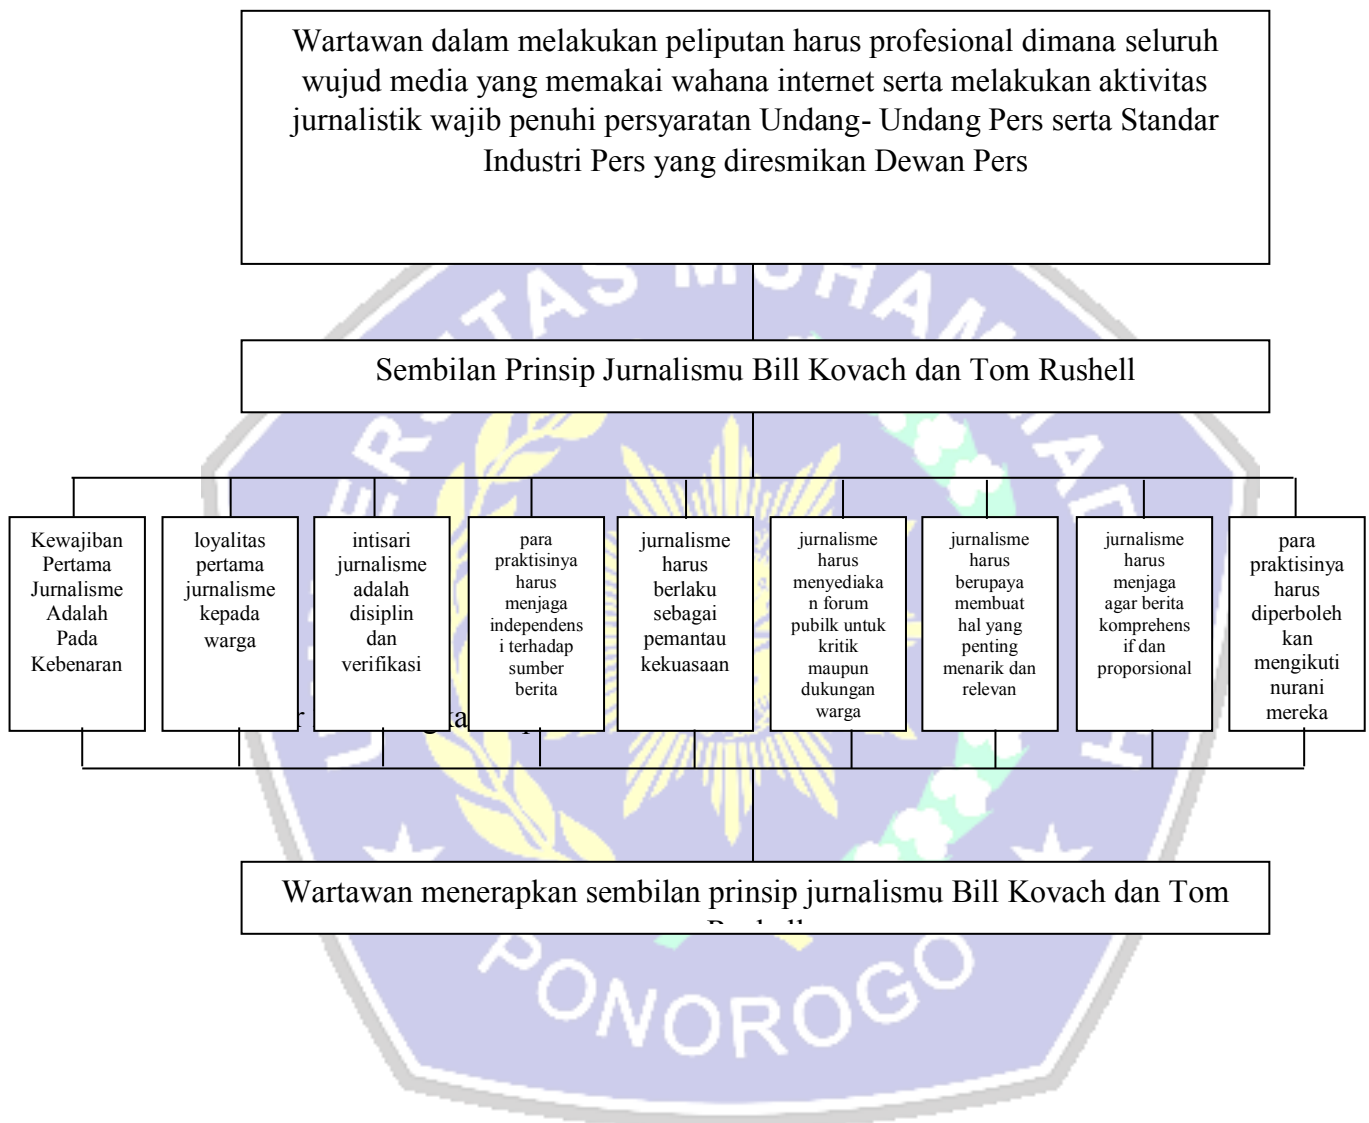 Wartawan dalam melakukan peliputan harus profesional dimana seluruh
wujud media yang memakai wahana internet serta melakukan aktivitas
jurnalistik wajib penuhi persyaratan Undang- Undang Pers serta Standar
Industri Pers yang diresmikan Dewan Pers
Sembilan Prinsip Jurnalismu Bill Kovach dan Tom Rushell
Kewajiban
Pertama
Jurnalisme
Adalah
Pada
Kebenaran
loyalitas
pertama
jurnalisme
kepada
warga
intisari
jurnalisme
adalah
disiplin
dan
verifikasi
para
praktisinya
harus
menjaga
independens
i terhadap
sumber
berita
jurnalisme
harus
berlaku
sebagai
pemantau
kekuasaan
jurnalisme
harus
menyediaka
n forum
pubilk untuk
kritik
maupun
dukungan
warga
jurnalisme
harus
berupaya
membuat
hal yang
penting
menarik dan
relevan
jurnalisme
harus
menjaga
agar berita
komprehens
if dan
proporsional
para
praktisinya
harus
diperboleh
kan
mengikuti
nurani
mereka
Wartawan menerapkan sembilan prinsip jurnalismu Bill Kovach dan Tom
PONOROGO